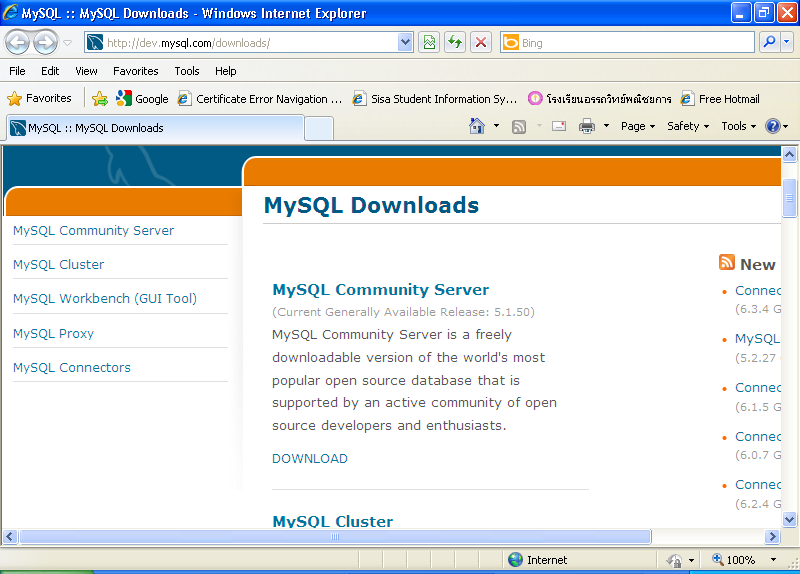 MySQL :: MySQL Downloads - Windows Internet Explorer
http://dev.mysql.com/downloads/
Bing
File Edit View Favorites Tools Help
Favorites Google Certificate Error Navigation ... Sisa Student Information Sy... โรงเรียนอรรถวิทย์พณิชยการ Free Hotmail
MySQL :: MySQL Downloads
Page Safety Tools
MySQL Downloads
MySQL Community Server
MySQL Cluster
MySQL Workbench (GUI Tool)
MySQL Proxy
MySQL Connectors
MySQL Community Server
(Current Generally Available Release: 5.1.50)
MySQL Community Server is a freely
downloadable version of the world's most
popular open source database that is
supported by an active community of open
source developers and enthusiasts.
DOWNLOAD
MySQL Cluster
New
Connec
(6.3.4 G
MySQL
(5.2.27
Connec
(6.1.5 G
Connec
(6.0.7 G
Connec
(6.2.4 G
Internet
100%